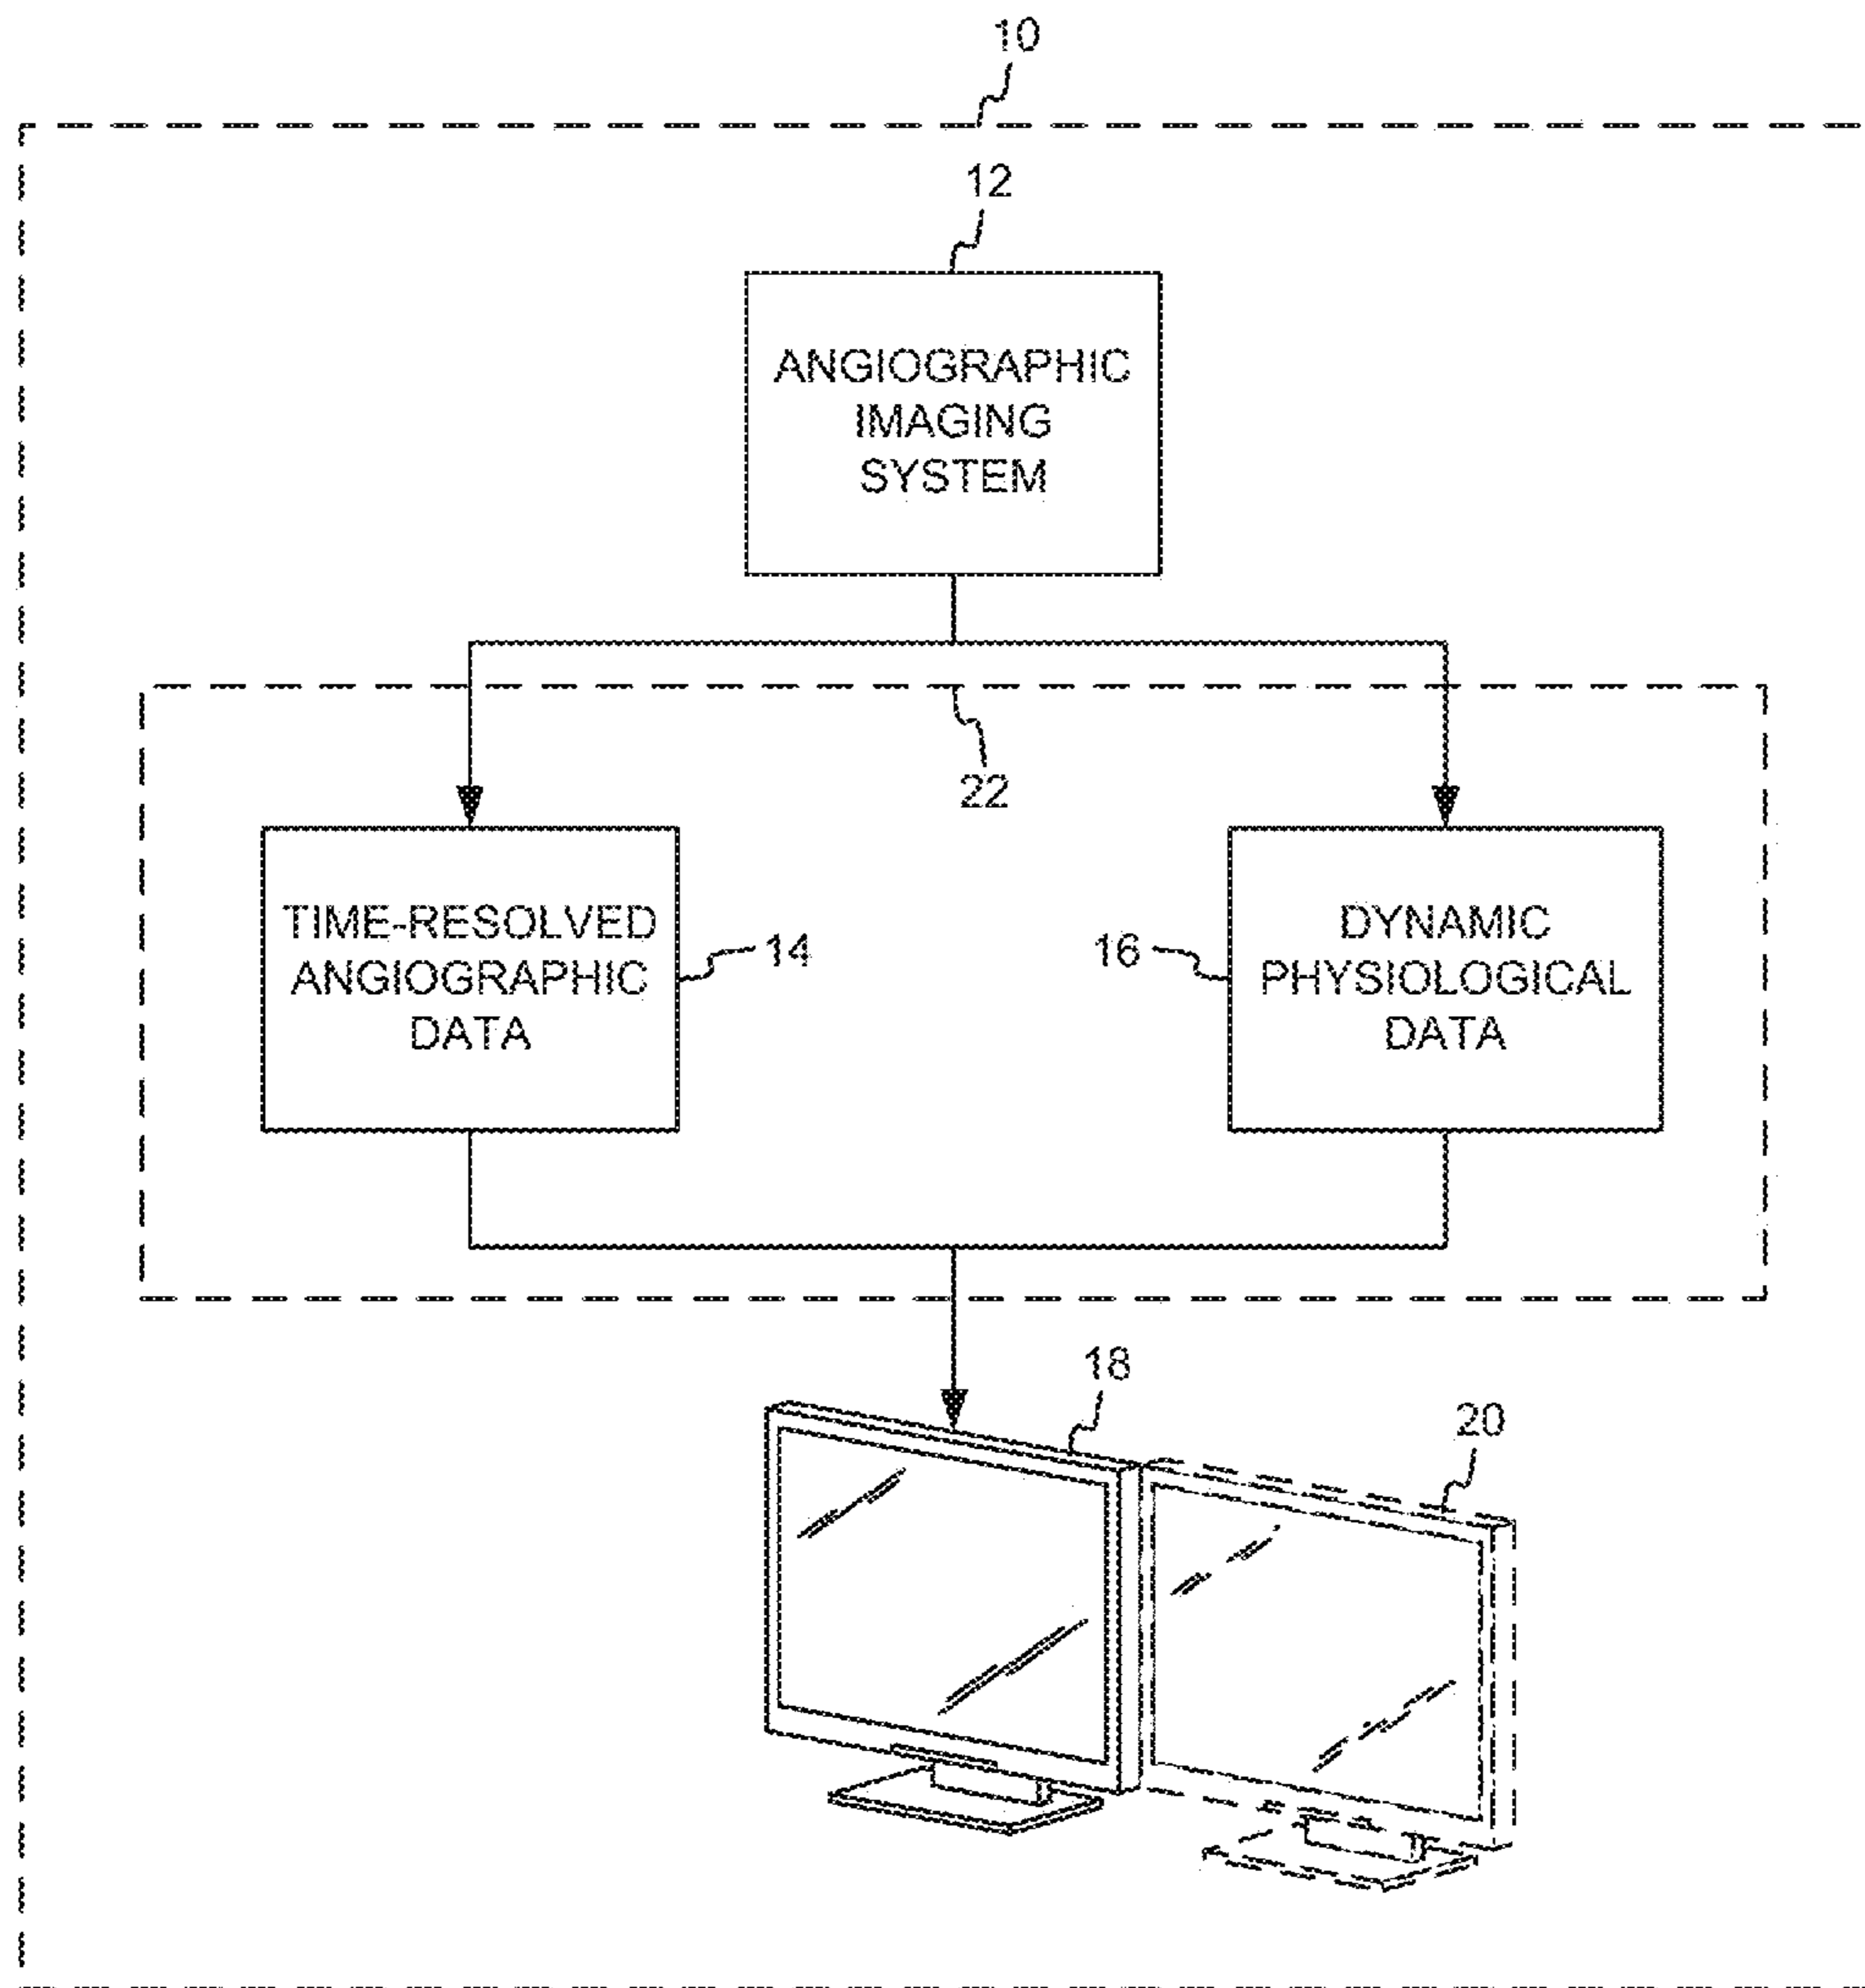 10
12
ANGIOGRAPHIC
IMAGING
SYSTEM
22
TIME-RESOLVED
ANGIOGRAPHIC
DATA
14
16
DYNAMIC
PHYSIOLOGICAL
DATA
18
20